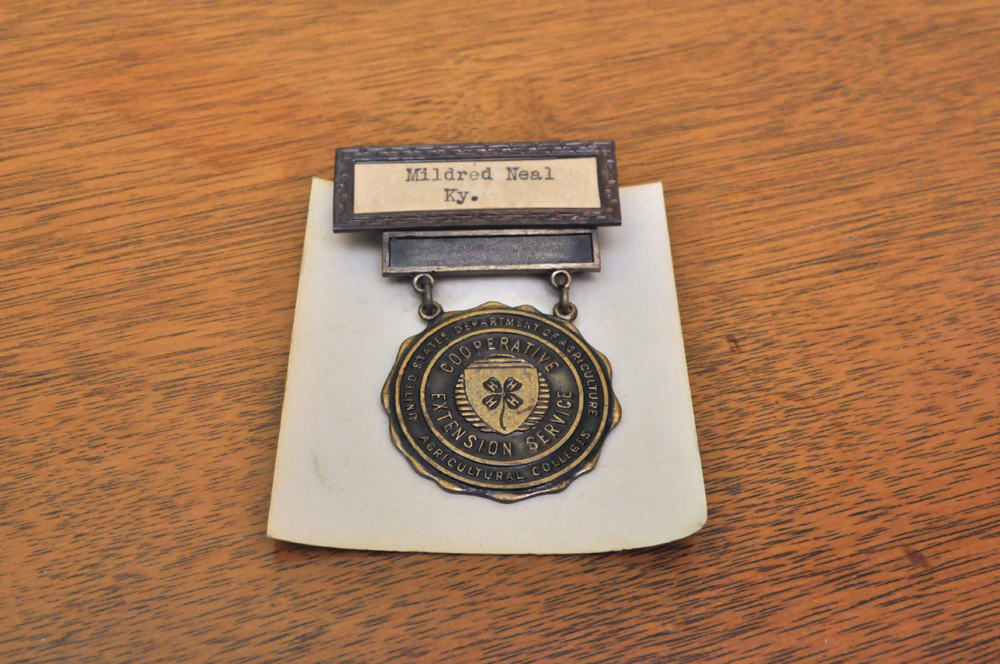 Mildred Neal
Ky.
UNITED STATES DEPARTMENT OF AGRICULTURE
COOPERATIVE
H H
H H
EXTENSION SERVICE
AGRICULTURAL COLLEGES